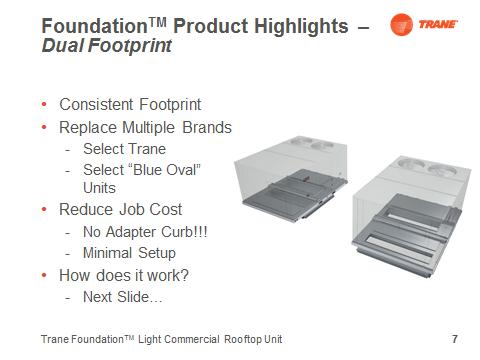 Foundation™ Product Highlights –
Dual Footprint
TRANE
• Consistent Footprint
• Replace Multiple Brands
- Select Trane
- Select “Blue Oval”
Units
• Reduce Job Cost
- No Adapter Curb!!!
- Minimal Setup
• How does it work?
- Next Slide…
Trane Foundation™ Light Commercial Rooftop Unit
7